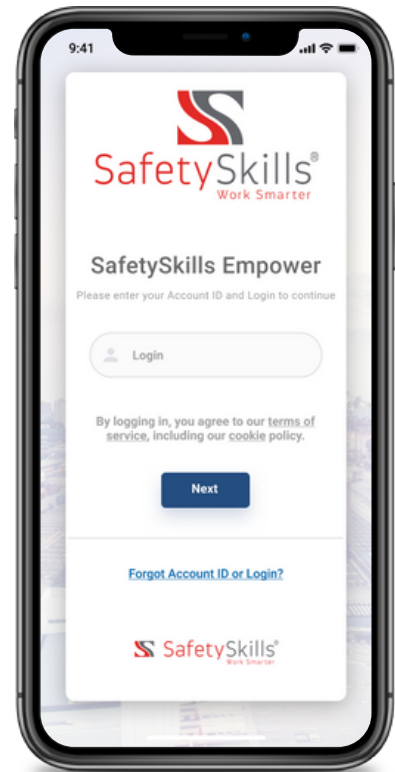 9:41
SafetySkills®
Work Smarter
SafetySkills Empower
Please enter your Account ID and Login to continue
Login
By logging in, you agree to our terms of
service, including our cookie policy.
Next
Forgot Account ID or Login?
SafetySkills®
Work Smarter